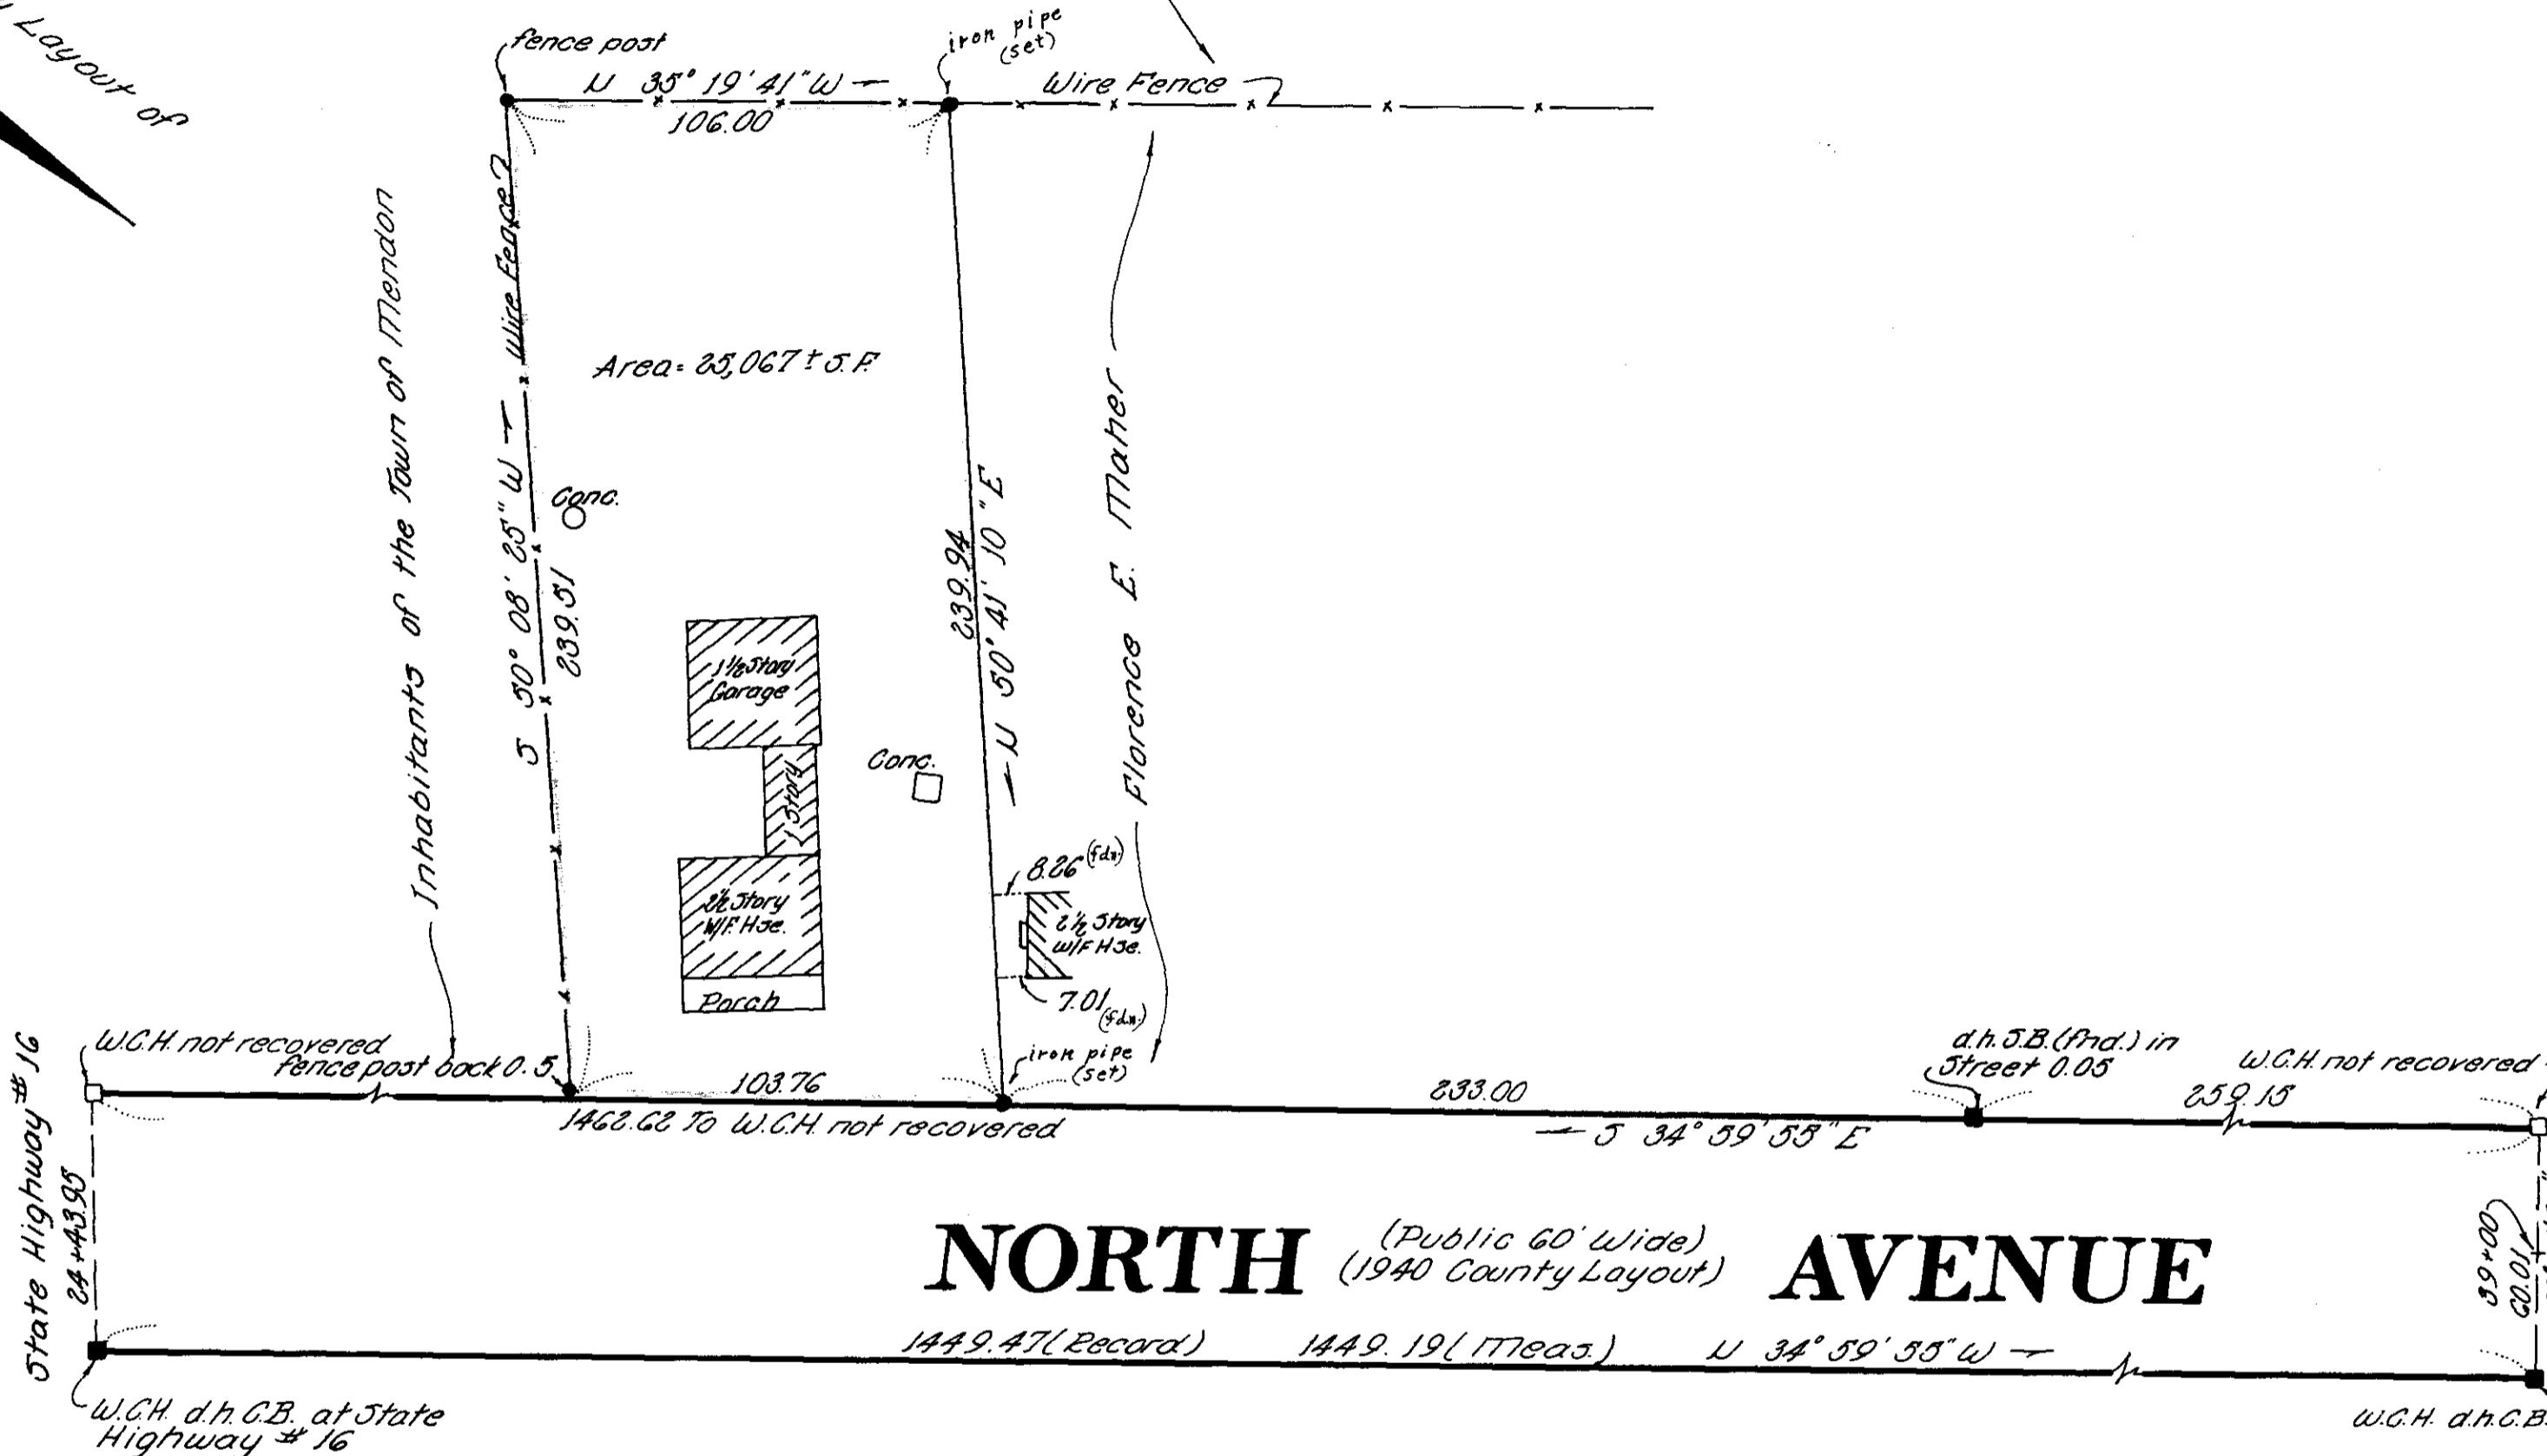 Layout of
fence post
iron pipe
(set)
N 35° 19' 41" W
106.00
Wire Fence
Wire Fence
Inhabitants of the Town of Mendon
S 50° 08' 25" W
239.51
Area = 25,067 ± S.F.
Conc.
239.94
N 50° 41' 10" E
Florence E. Maher
1½ Story
Garage
1 Story
Conc.
2½ Story
W/F. Hse.
Porch
8.26 (fdn.)
2½ Story
W/F Hse.
7.01
(fdn.)
iron pipe
(set)
W.C.H. not recovered
fence post back 0.5
103.76
1462.62 To W.C.H. not recovered
233.00
S 34° 59' 55" E
d.h. S.B. (fnd.) in
Street 0.05
W.C.H. not recovered
259.15
State Highway # 16
24+43.95
NORTH AVENUE
(Public 60' Wide)
(1940 County Layout)
39+00
60.01
1449.47 (Record)
1449.19 (Meas.)
N 34° 59' 55" W
W.C.H. d.h. C.B. at State
Highway # 16
W.C.H. d.h. C.B.